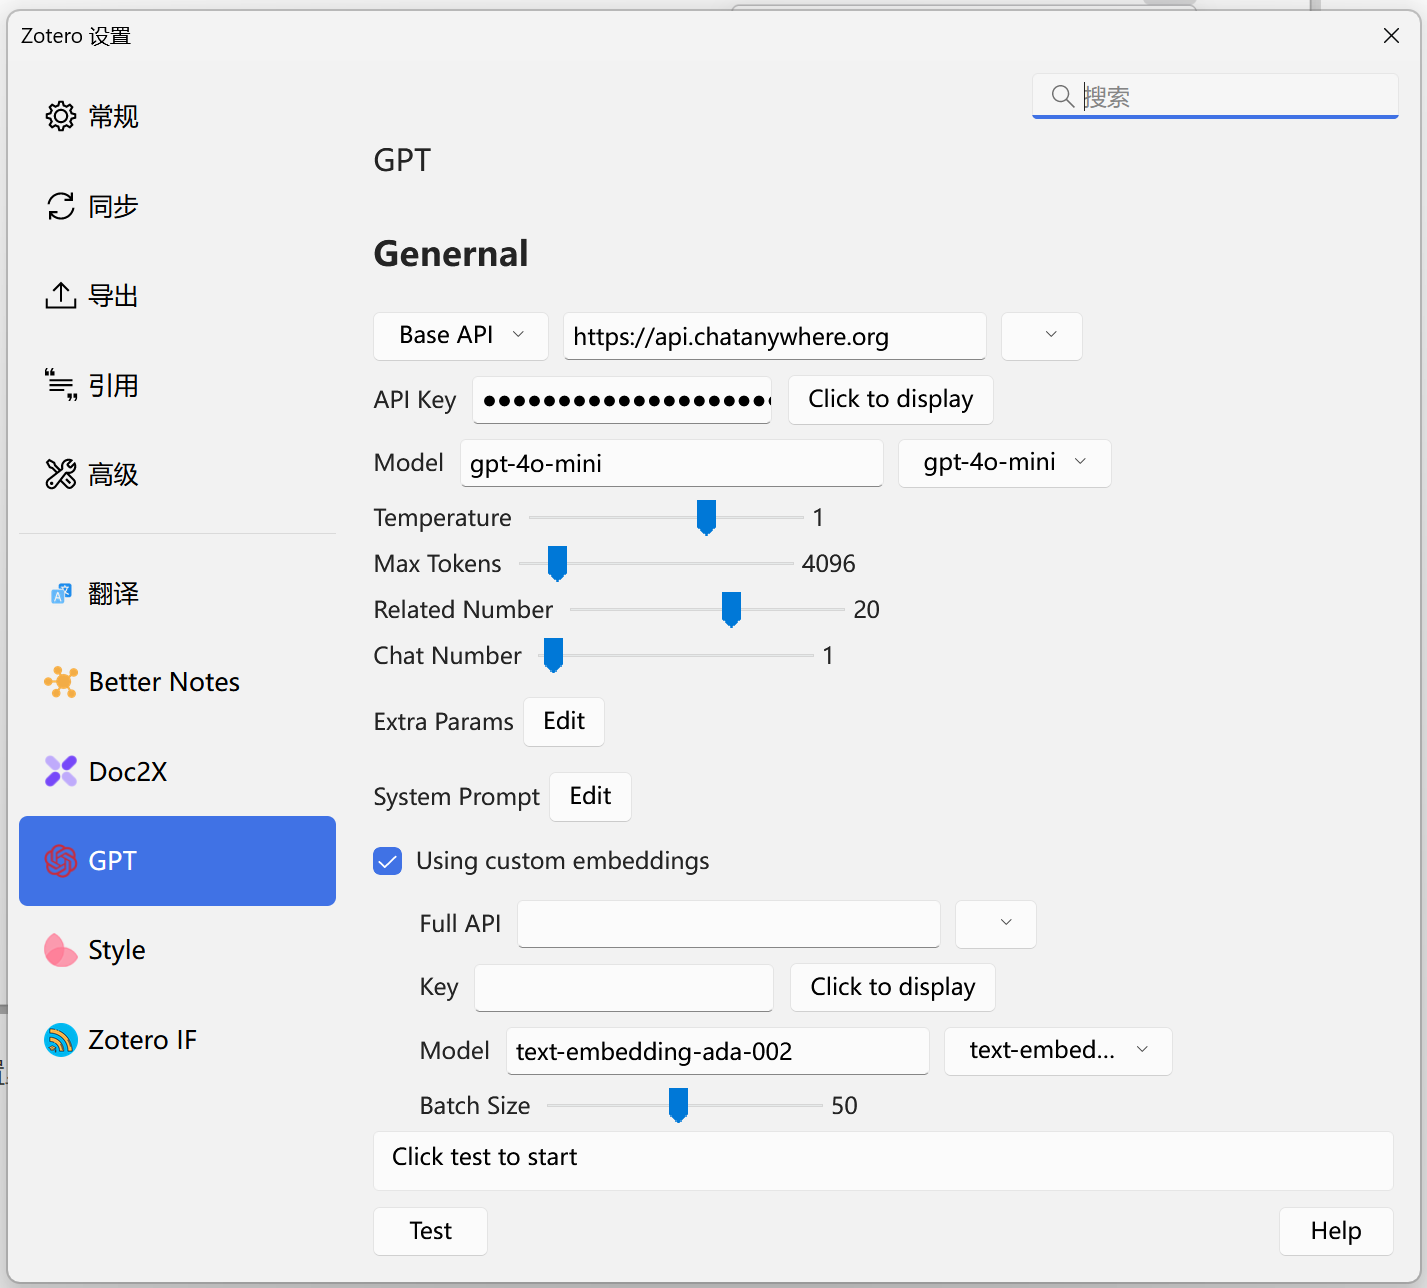 Zotero 设置
搜索
常规
同步
导出
引用
高级
翻译
Better Notes
Doc2X
GPT
Style
Zotero IF
GPT
Genernal
Base API https://api.chatanywhere.org
API Key ●●●●●●●●●●●●●●●●●●●● Click to display
Model gpt-4o-mini gpt-4o-mini
Temperature 1
Max Tokens 4096
Related Number 20
Chat Number 1
Extra Params Edit
System Prompt Edit
Using custom embeddings
Full API
Key Click to display
Model text-embedding-ada-002 text-embed...
Batch Size 50
Click test to start
Test Help